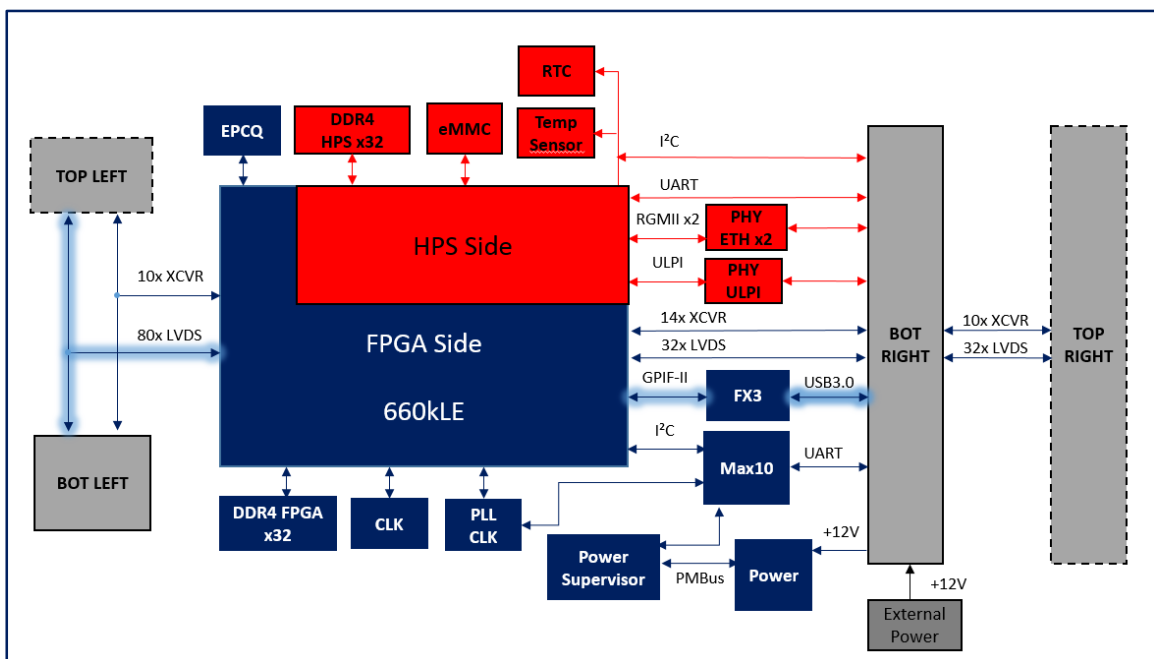 RTC
EPCQ
DDR4
HPS x32
eMMC
Temp
Sensor
I²C
TOP LEFT
UART
RGMII x2
PHY
ETH x2
HPS Side
ULPI
PHY
ULPI
10x XCVR
14x XCVR
BOT
RIGHT
10x XCVR
TOP
RIGHT
80x LVDS
FPGA Side
32x LVDS
32x LVDS
GPIF-II
FX3
USB3.0
660kLE
I²C
BOT LEFT
Max10
UART
DDR4 FPGA
x32
CLK
PLL
CLK
+12V
Power
Supervisor
PMBus
Power
+12V
External
Power